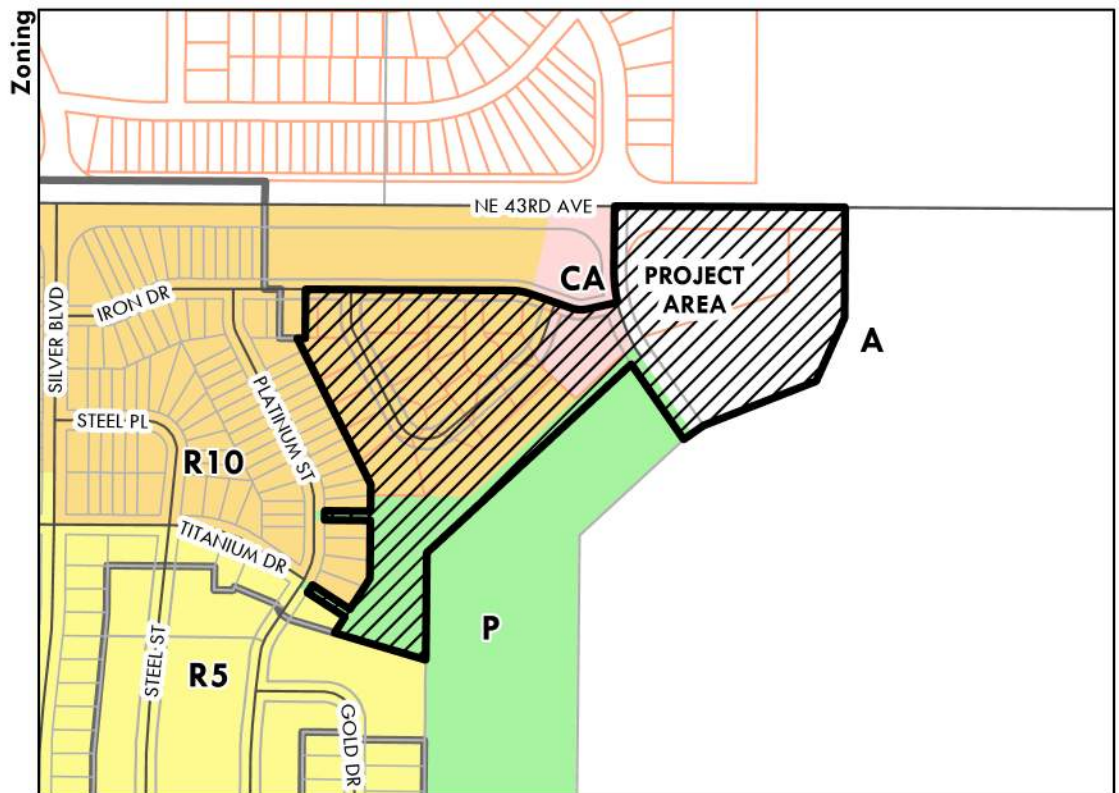 Zoning
NE 43RD AVE
CA
PROJECT
AREA
IRON DR
A
SILVER BLVD
PLATINUM ST
STEEL PL
R10
TITANIUM DR
P
STEEL ST
R5
GOLD DR